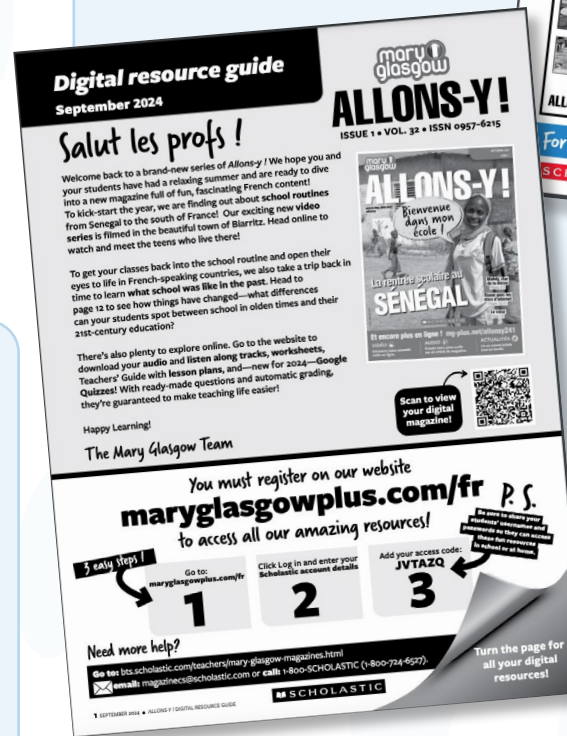 Digital resource guide
September 2024
mary glasgow
ALLONS-Y!
ISSUE 1 • VOL. 32 • ISSN 0957-6215
Salut les profs !
Welcome back to a brand-new series of Allons-y ! We hope you and
your students have had a relaxing summer and are ready to dive
into a new magazine full of fun, fascinating French content!
To kick-start the year, we are finding out about school routines
from Senegal to the south of France! Our exciting new video
series is filmed in the beautiful town of Biarritz. Head online to
watch and meet the teens who live there!
To get your classes back into the school routine and open their
eyes to life in French-speaking countries, we also take a trip back in
time to learn what school was like in the past. Head to
page 12 to see how things have changed—what differences
can your students spot between school in olden times and their
21st-century education?
There's also plenty to explore online. Go to the website to
download your audio and listen along tracks, worksheets,
Teachers' Guide with lesson plans, and—new for 2024—Google
Quizzes! With ready-made questions and automatic grading,
they're guaranteed to make teaching life easier!
Happy Learning!
The Mary Glasgow Team
mary glasgow
ALLONS-Y!
Bienvenue
dans mon
école !
La rentrée scolaire au
SÉNÉGAL
Et encore plus en ligne ! mg-plus.net/allonsy241
VIDÉO
AUDIO
ACTUALITÉS
Scan to view
your digital
magazine!
You must register on our website
maryglasgowplus.com/fr
to access all our amazing resources!
P. S.
Be sure to share your
students' username and
passwords so they can access
these fun resources
in school or at home.
3 easy steps !
Go to:
maryglasgowplus.com/fr
1
Click Log in and enter your
Scholastic account details
2
Add your access code:
JVTAZQ
3
Need more help?
Go to: bts.scholastic.com/teachers/mary-glasgow-magazines.html
email: magazinecs@scholastic.com or call: 1-800-SCHOLASTIC (1-800-724-6527).
SCHOLASTIC
Turn the page for
all your digital
resources!
1 SEPTEMBER 2024 • ALLONS-Y ! DIGITAL RESOURCE GUIDE
ALL
For
SC